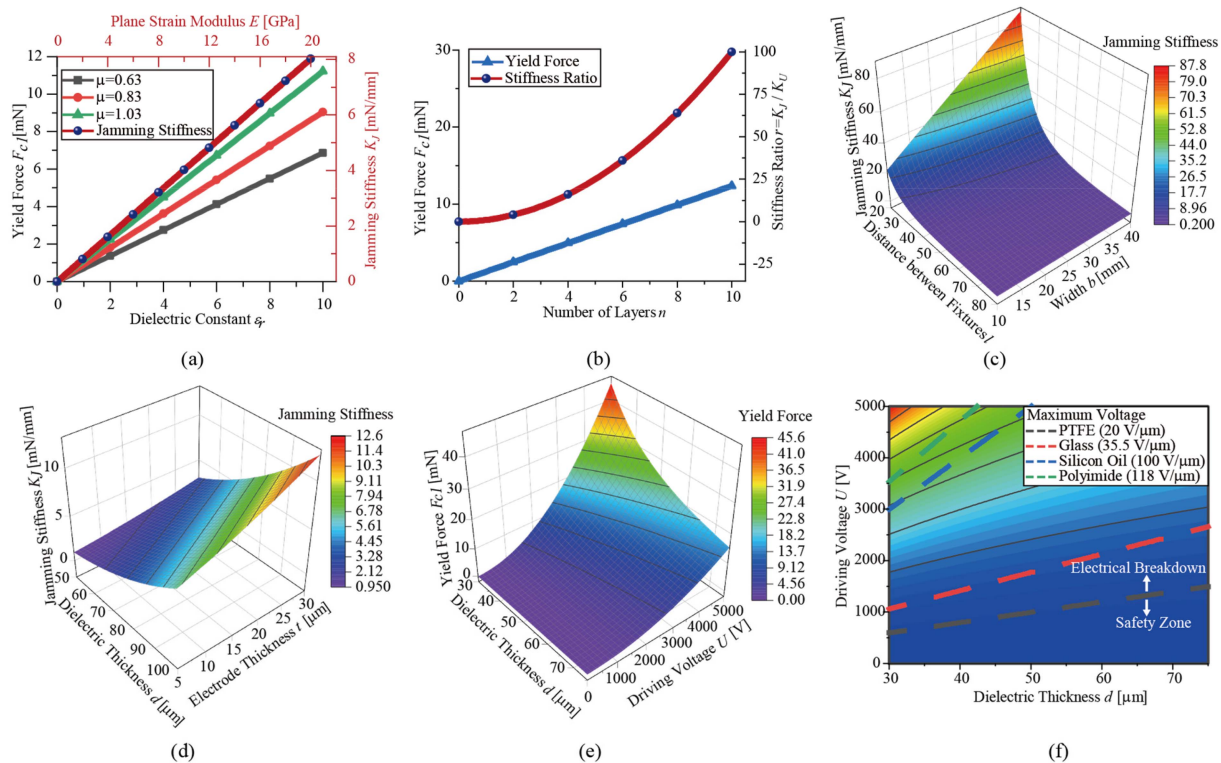 Plane Strain Modulus E [GPa]
0 4 8 12 16 20
Yield Force Fcl[mN]
12
10
8
6
4
2
0
μ=0.63
μ=0.83
μ=1.03
Jamming Stiffness
8
6
4
2
0
Jamming Stiffness KJ [mN/mm]
0 2 4 6 8 10
Dielectric Constant εr
(a)
Yield Force Fcl[mN]
30
20
10
0
Yield Force
Stiffness Ratio
100
75
50
25
0
-25
Stiffness Ratio r=KJ / KU
0 2 4 6 8 10
Number of Layers n
(b)
Jamming Stiffness KJ [mN/mm]
80
60
40
20
0
Jamming Stiffness
87.8
79.0
70.3
61.5
52.8
44.0
35.2
26.5
17.7
8.96
0.200
20
30
40
50
60
70
80
Distance between Fixtures l
10
15
20
25
30
35
40
Width b [mm]
(c)
Jamming Stiffness KJ [mN/mm]
10
5
0
Jamming Stiffness
12.6
11.4
10.3
9.11
7.94
6.78
5.61
4.45
3.28
2.12
0.950
50
60
70
80
90
100
Dielectric Thickness d [μm]
5
10
15
20
25
30
Electrode Thickness t [μm]
(d)
Yield Force Fcl [mN]
40
30
20
10
0
Yield Force
45.6
41.0
36.5
31.9
27.4
22.8
18.2
13.7
9.12
4.56
0.00
30
40
50
60
70
Dielectric Thickness d [μm]
0
1000
2000
3000
4000
5000
Driving Voltage U [V]
(e)
Driving Voltage U [V]
5000
4000
3000
2000
1000
0
Maximum Voltage
PTFE (20 V/μm)
Glass (35.5 V/μm)
Silicon Oil (100 V/μm)
Polyimide (118 V/μm)
Electrical Breakdown
Safety Zone
30 40 50 60 70
Dielectric Thickness d [μm]
(f)